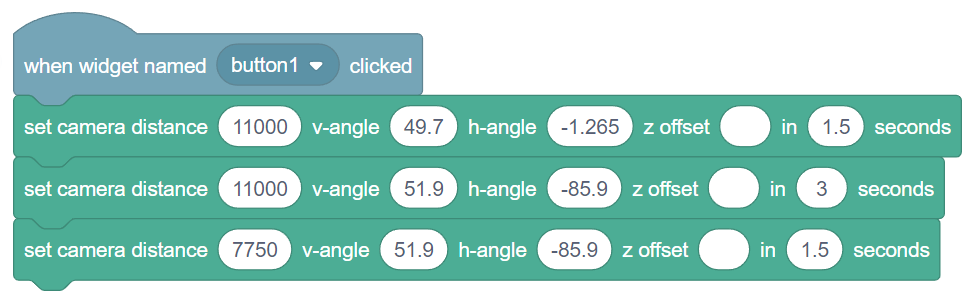 when widget named button1 clicked
set camera distance 11000 v-angle 49.7 h-angle -1.265 z offset in 1.5 seconds
set camera distance 11000 v-angle 51.9 h-angle -85.9 z offset in 3 seconds
set camera distance 7750 v-angle 51.9 h-angle -85.9 z offset in 1.5 seconds